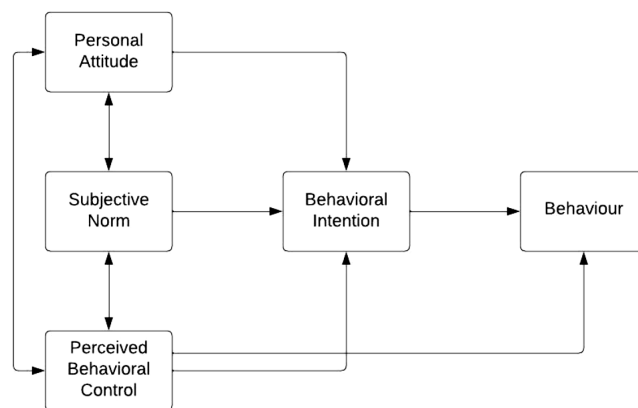 Personal
Attitude
Subjective
Norm
Behavioral
Intention
Behaviour
Perceived
Behavioral
Control